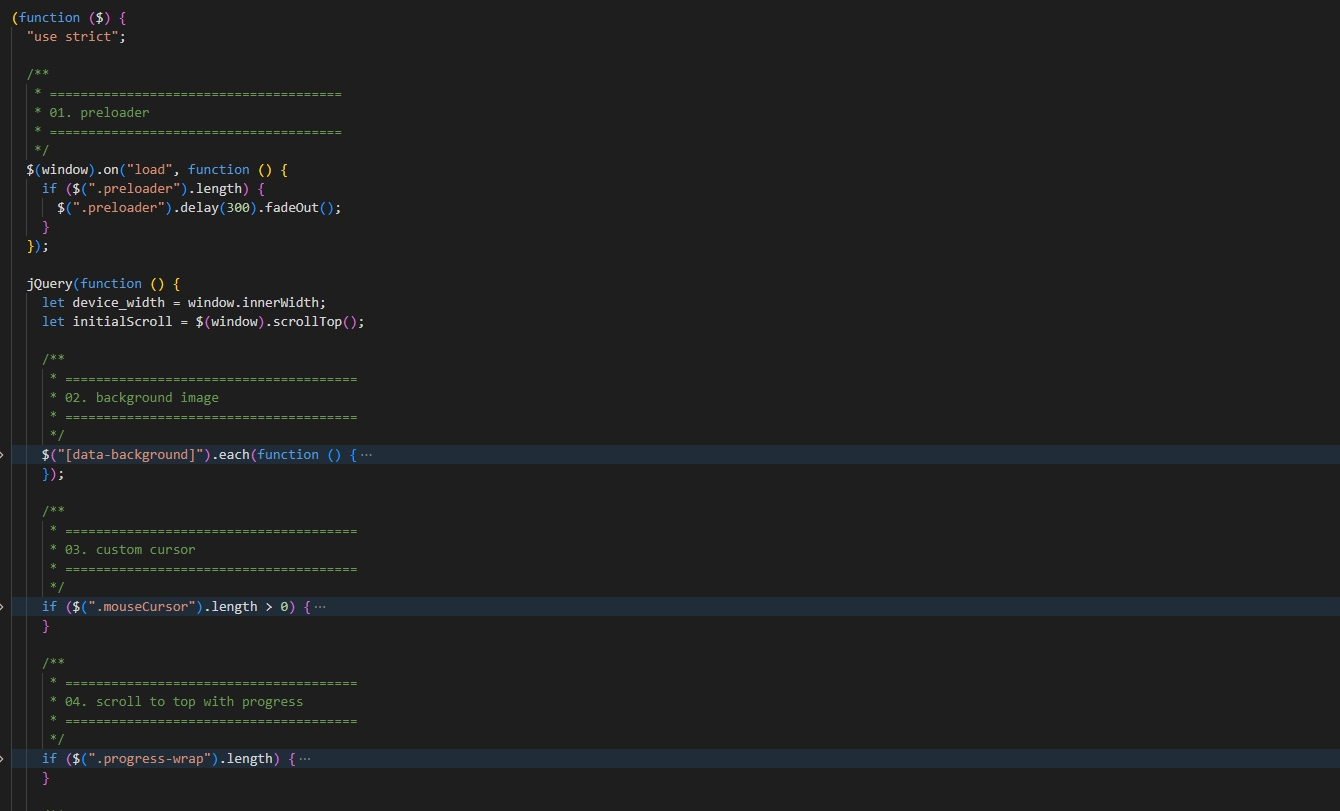 (function ($) {
"use strict";
/**
* ======================================
* 01. preloader
* ======================================
*/
$(window).on("load", function () {
if ($(".preloader").length) {
$(".preloader").delay(300).fadeOut();
}
});
jQuery(function () {
let device_width = window.innerWidth;
let initialScroll = $(window).scrollTop();
/**
* ======================================
* 02. background image
* ======================================
*/
$("[data-background]").each(function () {···
});
/**
* ======================================
* 03. custom cursor
* ======================================
*/
if ($(".mouseCursor").length > 0) {···
}
/**
* ======================================
* 04. scroll to top with progress
* ======================================
*/
if ($(".progress-wrap").length) {···
}